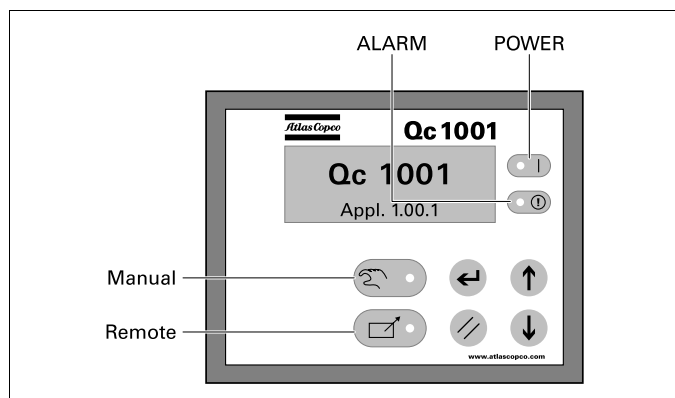 ALARM POWER
Atlas Copco Qc 1001
Qc 1001
Appl. 1.00.1
Manual
Remote
www.atlascopco.com